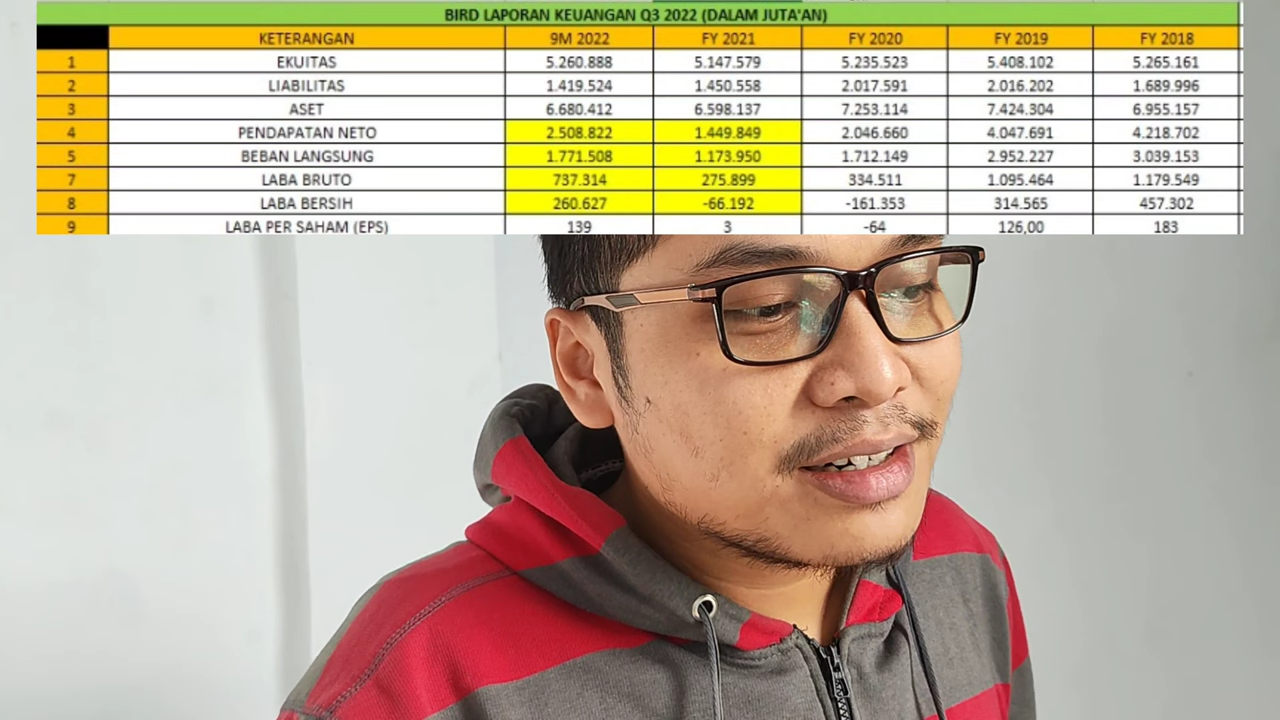 BIRD LAPORAN KEUANGAN Q3 2022 (DALAM JUTA'AN)
KETERANGAN 9M 2022 FY 2021 FY 2020 FY 2019 FY 2018
1 EKUITAS 5.260.888 5.147.579 5.235.523 5.408.102 5.265.161
2 LIABILITAS 1.419.524 1.450.558 2.017.591 2.016.202 1.689.996
3 ASET 6.680.412 6.598.137 7.253.114 7.424.304 6.955.157
4 PENDAPATAN NETO 2.508.822 1.449.849 2.046.660 4.047.691 4.218.702
5 BEBAN LANGSUNG 1.771.508 1.173.950 1.712.149 2.952.227 3.039.153
7 LABA BRUTO 737.314 275.899 334.511 1.095.464 1.179.549
8 LABA BERSIH 260.627 -66.192 -161.353 314.565 457.302
9 LABA PER SAHAM (EPS) 139 3 -64 126,00 183